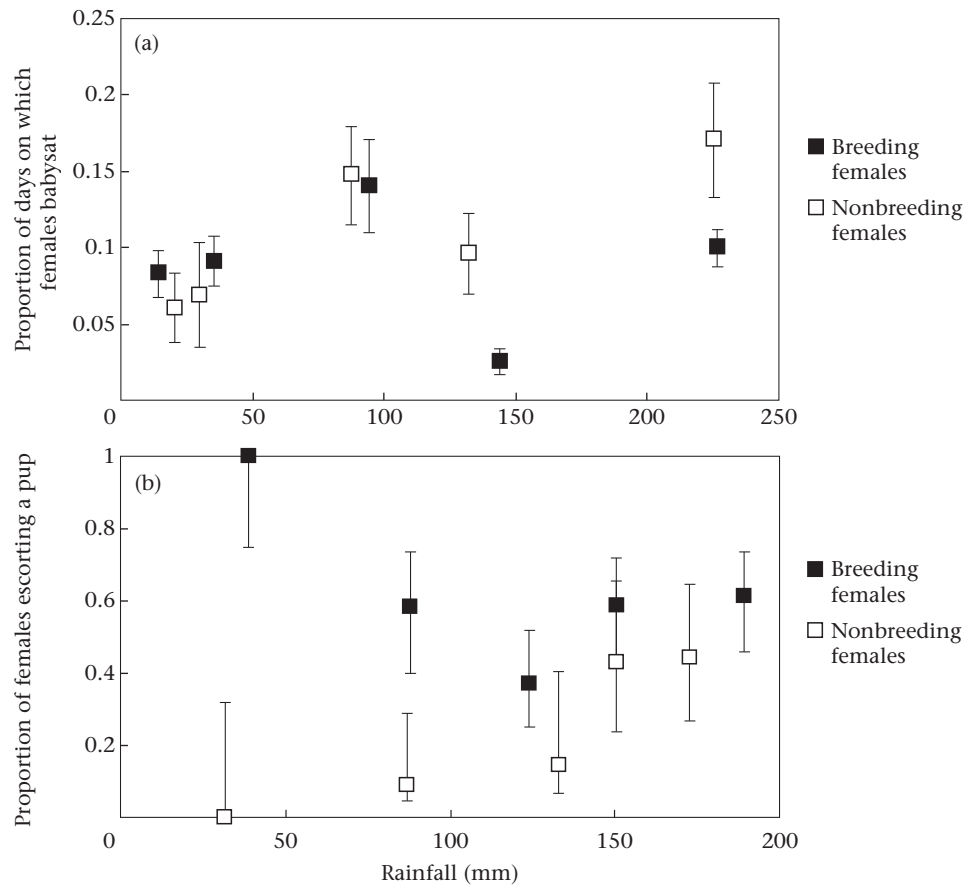 0.25
(a)
0.2
0.15
0.1
0.05
0
50
100
150
200
250
Proportion of days on which
females babysat
Breeding
females
Nonbreeding
females
1
(b)
0.8
0.6
0.4
0.2
0
50
100
150
200
Proportion of females escorting a pup
Rainfall (mm)
Breeding
females
Nonbreeding
females